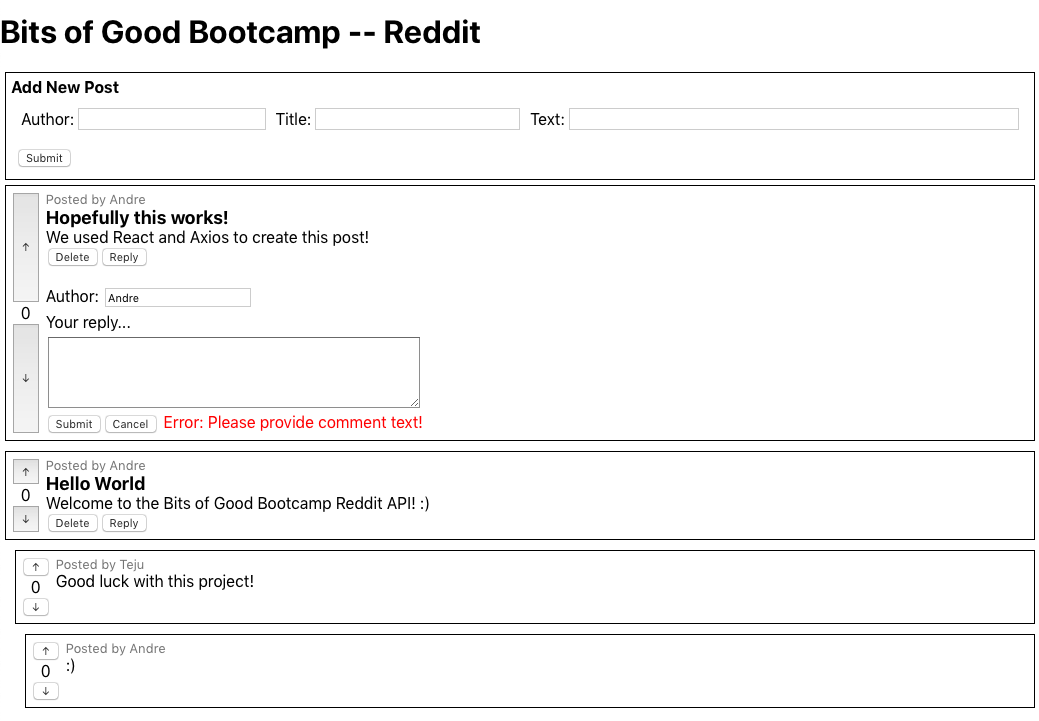 Bits of Good Bootcamp -- Reddit
Add New Post
Author: Title: Text:
Submit
Posted by Andre
Hopefully this works!
↑
We used React and Axios to create this post!
Delete Reply
Author: Andre
0
Your reply...
↓
Submit Cancel Error: Please provide comment text!
Posted by Andre
↑
Hello World
0
Welcome to the Bits of Good Bootcamp Reddit API! :)
↓
Delete Reply
↑
Posted by Teju
0
Good luck with this project!
↓
↑
Posted by Andre
0
:)
↓